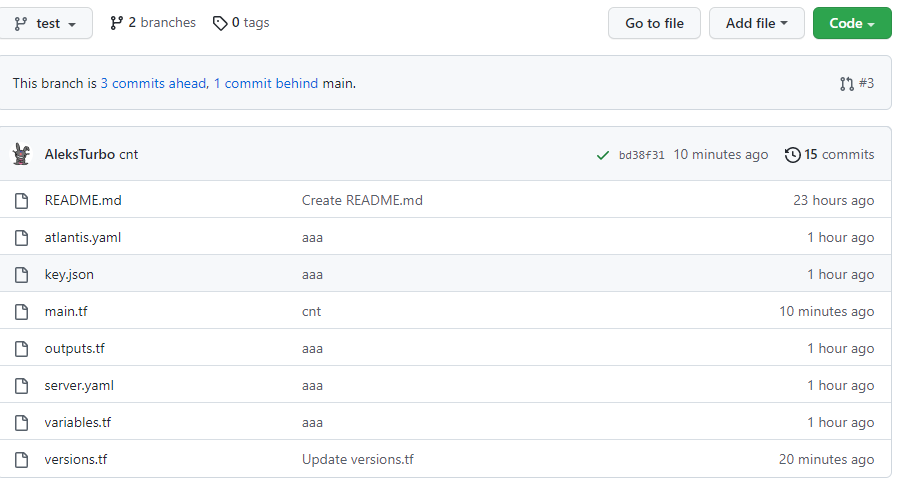 test 2 branches 0 tags Go to file Add file Code
This branch is 3 commits ahead, 1 commit behind main. #3
AleksTurbo cnt bd38f31 10 minutes ago 15 commits
README.md Create README.md 23 hours ago
atlantis.yaml aaa 1 hour ago
key.json aaa 1 hour ago
main.tf cnt 10 minutes ago
outputs.tf aaa 1 hour ago
server.yaml aaa 1 hour ago
variables.tf aaa 1 hour ago
versions.tf Update versions.tf 20 minutes ago